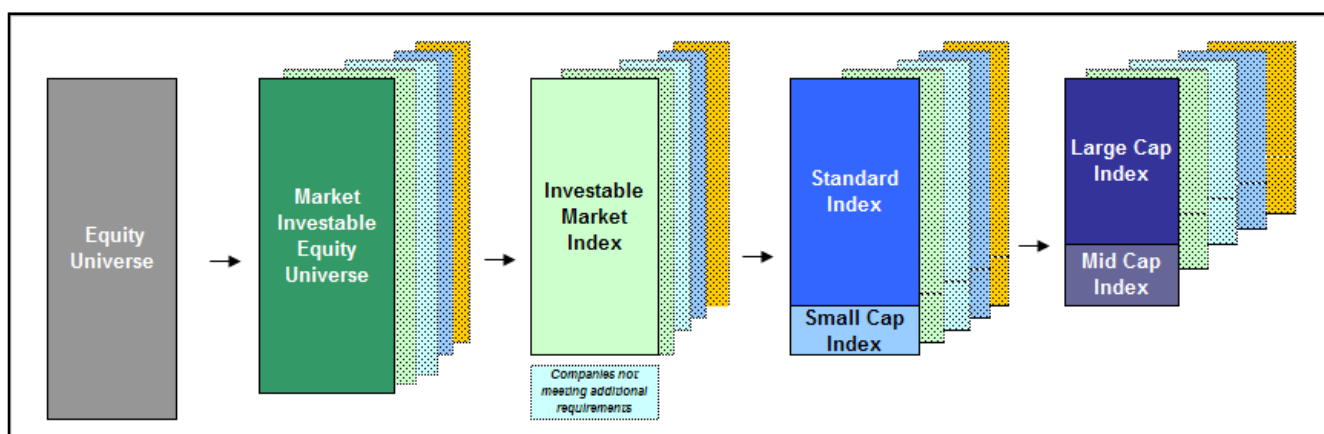 Equity
Universe
Market
Investable
Equity
Universe
Investable
Market
Index
Companies not
meeting additional
requirements
Standard
Index
Small Cap
Index
Large Cap
Index
Mid Cap
Index